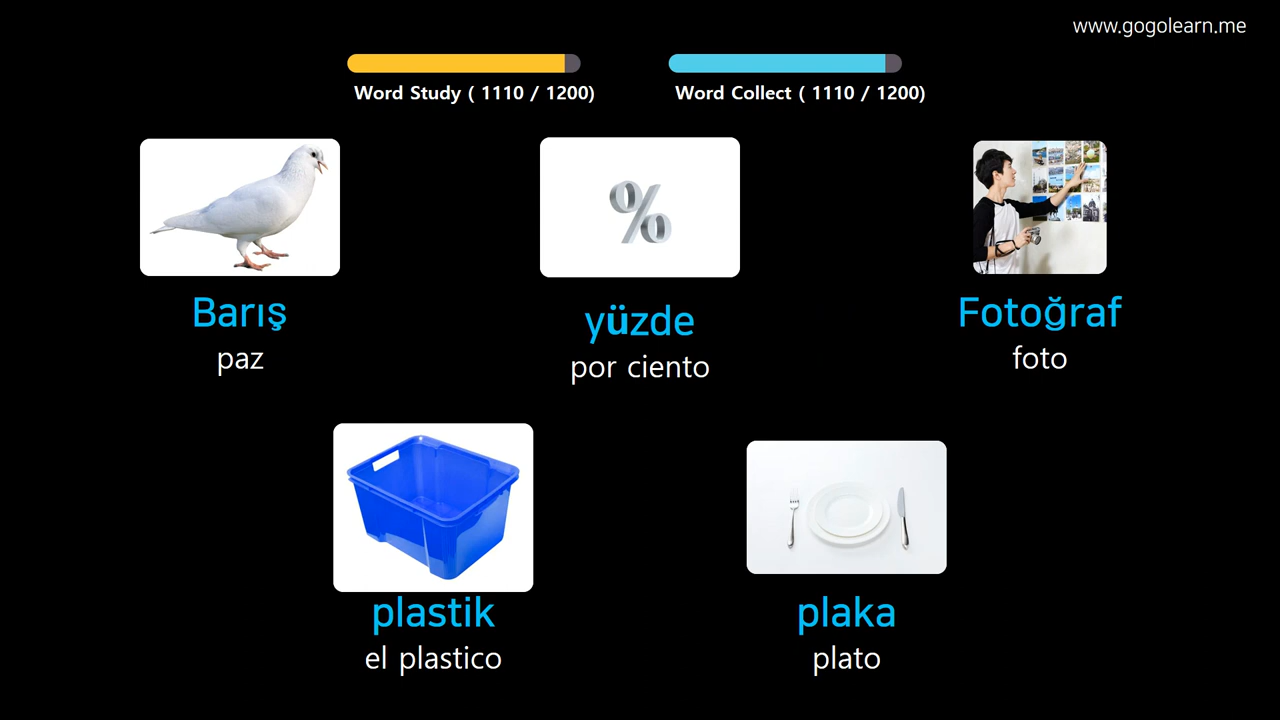 www.gogolearn.me
Word Study ( 1110 / 1200)
Word Collect ( 1110 / 1200)
%
Barış
paz
yüzde
por ciento
Fotoğraf
foto
plastik
el plastico
plaka
plato